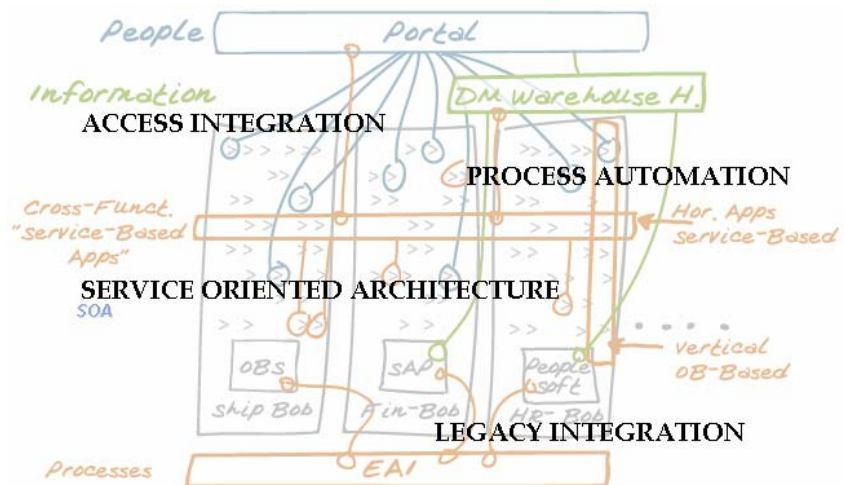 People
Portal
Information
DM Warehouse H.
ACCESS INTEGRATION
PROCESS AUTOMATION
Cross-Funct.
"Service-Based
Apps"
Hor. Apps
Service-Based
SERVICE ORIENTED ARCHITECTURE
SOA
OBS
SAP
People
soft
vertical
OB-Based
Ship Bob
Fin-Bob
HR-Bob
LEGACY INTEGRATION
Processes
EAI